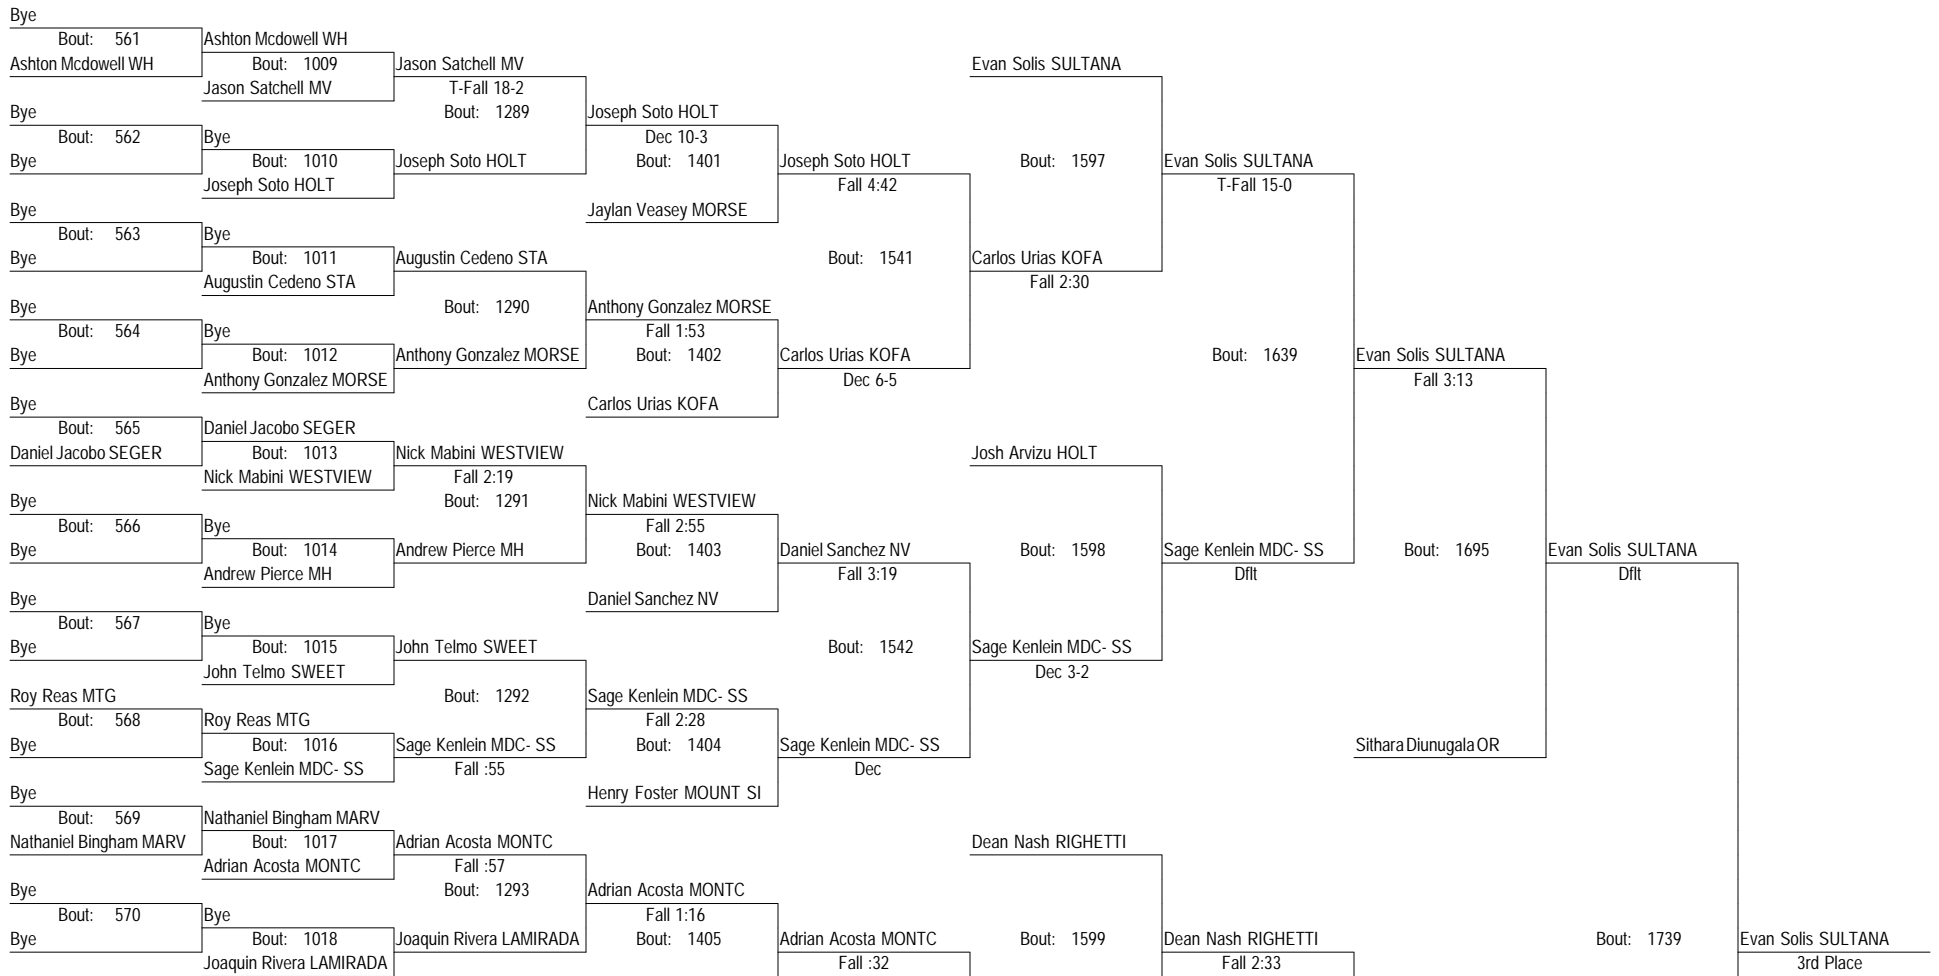 Bye
Bout: 561 Ashton Mcdowell WH
Ashton Mcdowell WH Bout: 1009 Jason Satchell MV Evan Solis SULTANA
Jason Satchell MV T-Fall 18-2
Bye Bout: 1289 Joseph Soto HOLT
Bout: 562 Bye Dec 10-3
Bye Bout: 1010 Joseph Soto HOLT Bout: 1401 Joseph Soto HOLT Bout: 1597 Evan Solis SULTANA
Joseph Soto HOLT Fall 4:42 T-Fall 15-0
Bye Jaylan Veasey MORSE
Bout: 563 Bye
Bye Bout: 1011 Augustin Cedeno STA Bout: 1541 Carlos Urias KOFA
Augustin Cedeno STA Fall 2:30
Bye Bout: 1290 Anthony Gonzalez MORSE
Bout: 564 Bye Fall 1:53
Bye Bout: 1012 Anthony Gonzalez MORSE Bout: 1402 Carlos Urias KOFA Bout: 1639 Evan Solis SULTANA
Anthony Gonzalez MORSE Dec 6-5 Fall 3:13
Bye Carlos Urias KOFA
Bout: 565 Daniel Jacobo SEGER
Daniel Jacobo SEGER Bout: 1013 Nick Mabini WESTVIEW Josh Arvizu HOLT
Nick Mabini WESTVIEW Fall 2:19
Bye Bout: 1291 Nick Mabini WESTVIEW
Bout: 566 Bye Fall 2:55
Bye Bout: 1014 Andrew Pierce MH Bout: 1403 Daniel Sanchez NV Bout: 1598 Sage Kenlein MDC- SS Bout: 1695 Evan Solis SULTANA
Andrew Pierce MH Fall 3:19 Dflt Dflt
Bye Daniel Sanchez NV
Bout: 567 Bye
Bye Bout: 1015 John Telmo SWEET Bout: 1542 Sage Kenlein MDC- SS
John Telmo SWEET Dec 3-2
Roy Reas MTG Bout: 1292 Sage Kenlein MDC- SS
Bout: 568 Roy Reas MTG Fall 2:28
Bye Bout: 1016 Sage Kenlein MDC- SS Bout: 1404 Sage Kenlein MDC- SS Sithara Diunugala OR
Sage Kenlein MDC- SS Fall :55 Dec
Bye Henry Foster MOUNT SI
Bout: 569 Nathaniel Bingham MARV
Nathaniel Bingham MARV Bout: 1017 Adrian Acosta MONTC Dean Nash RIGHETTI
Adrian Acosta MONTC Fall :57
Bye Bout: 1293 Adrian Acosta MONTC
Bout: 570 Bye Fall 1:16
Bye Bout: 1018 Joaquin Rivera LAMIRADA Bout: 1405 Adrian Acosta MONTC Bout: 1599 Dean Nash RIGHETTI Bout: 1739 Evan Solis SULTANA
Joaquin Rivera LAMIRADA Fall :32 Fall 2:33 3rd Place